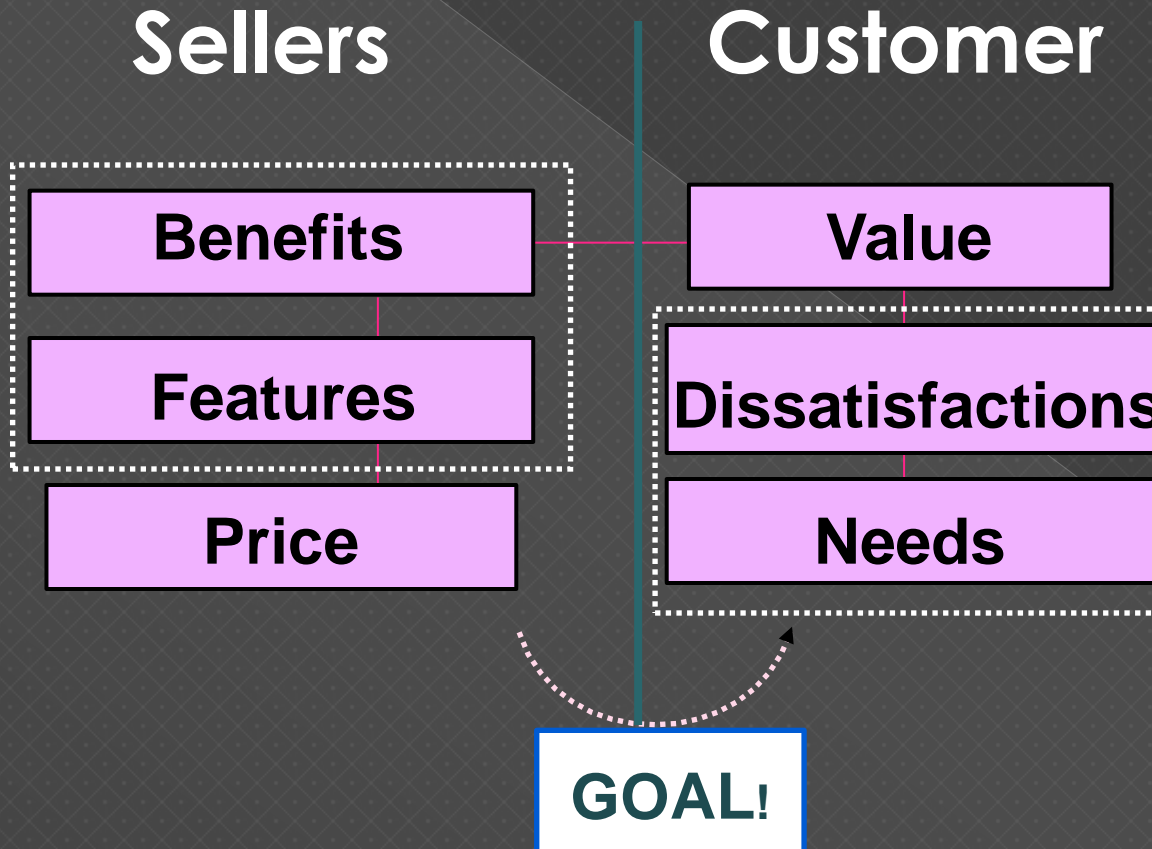 Sellers
Customer
Benefits
Value
Features
Dissatisfactions
Price
Needs
GOAL!